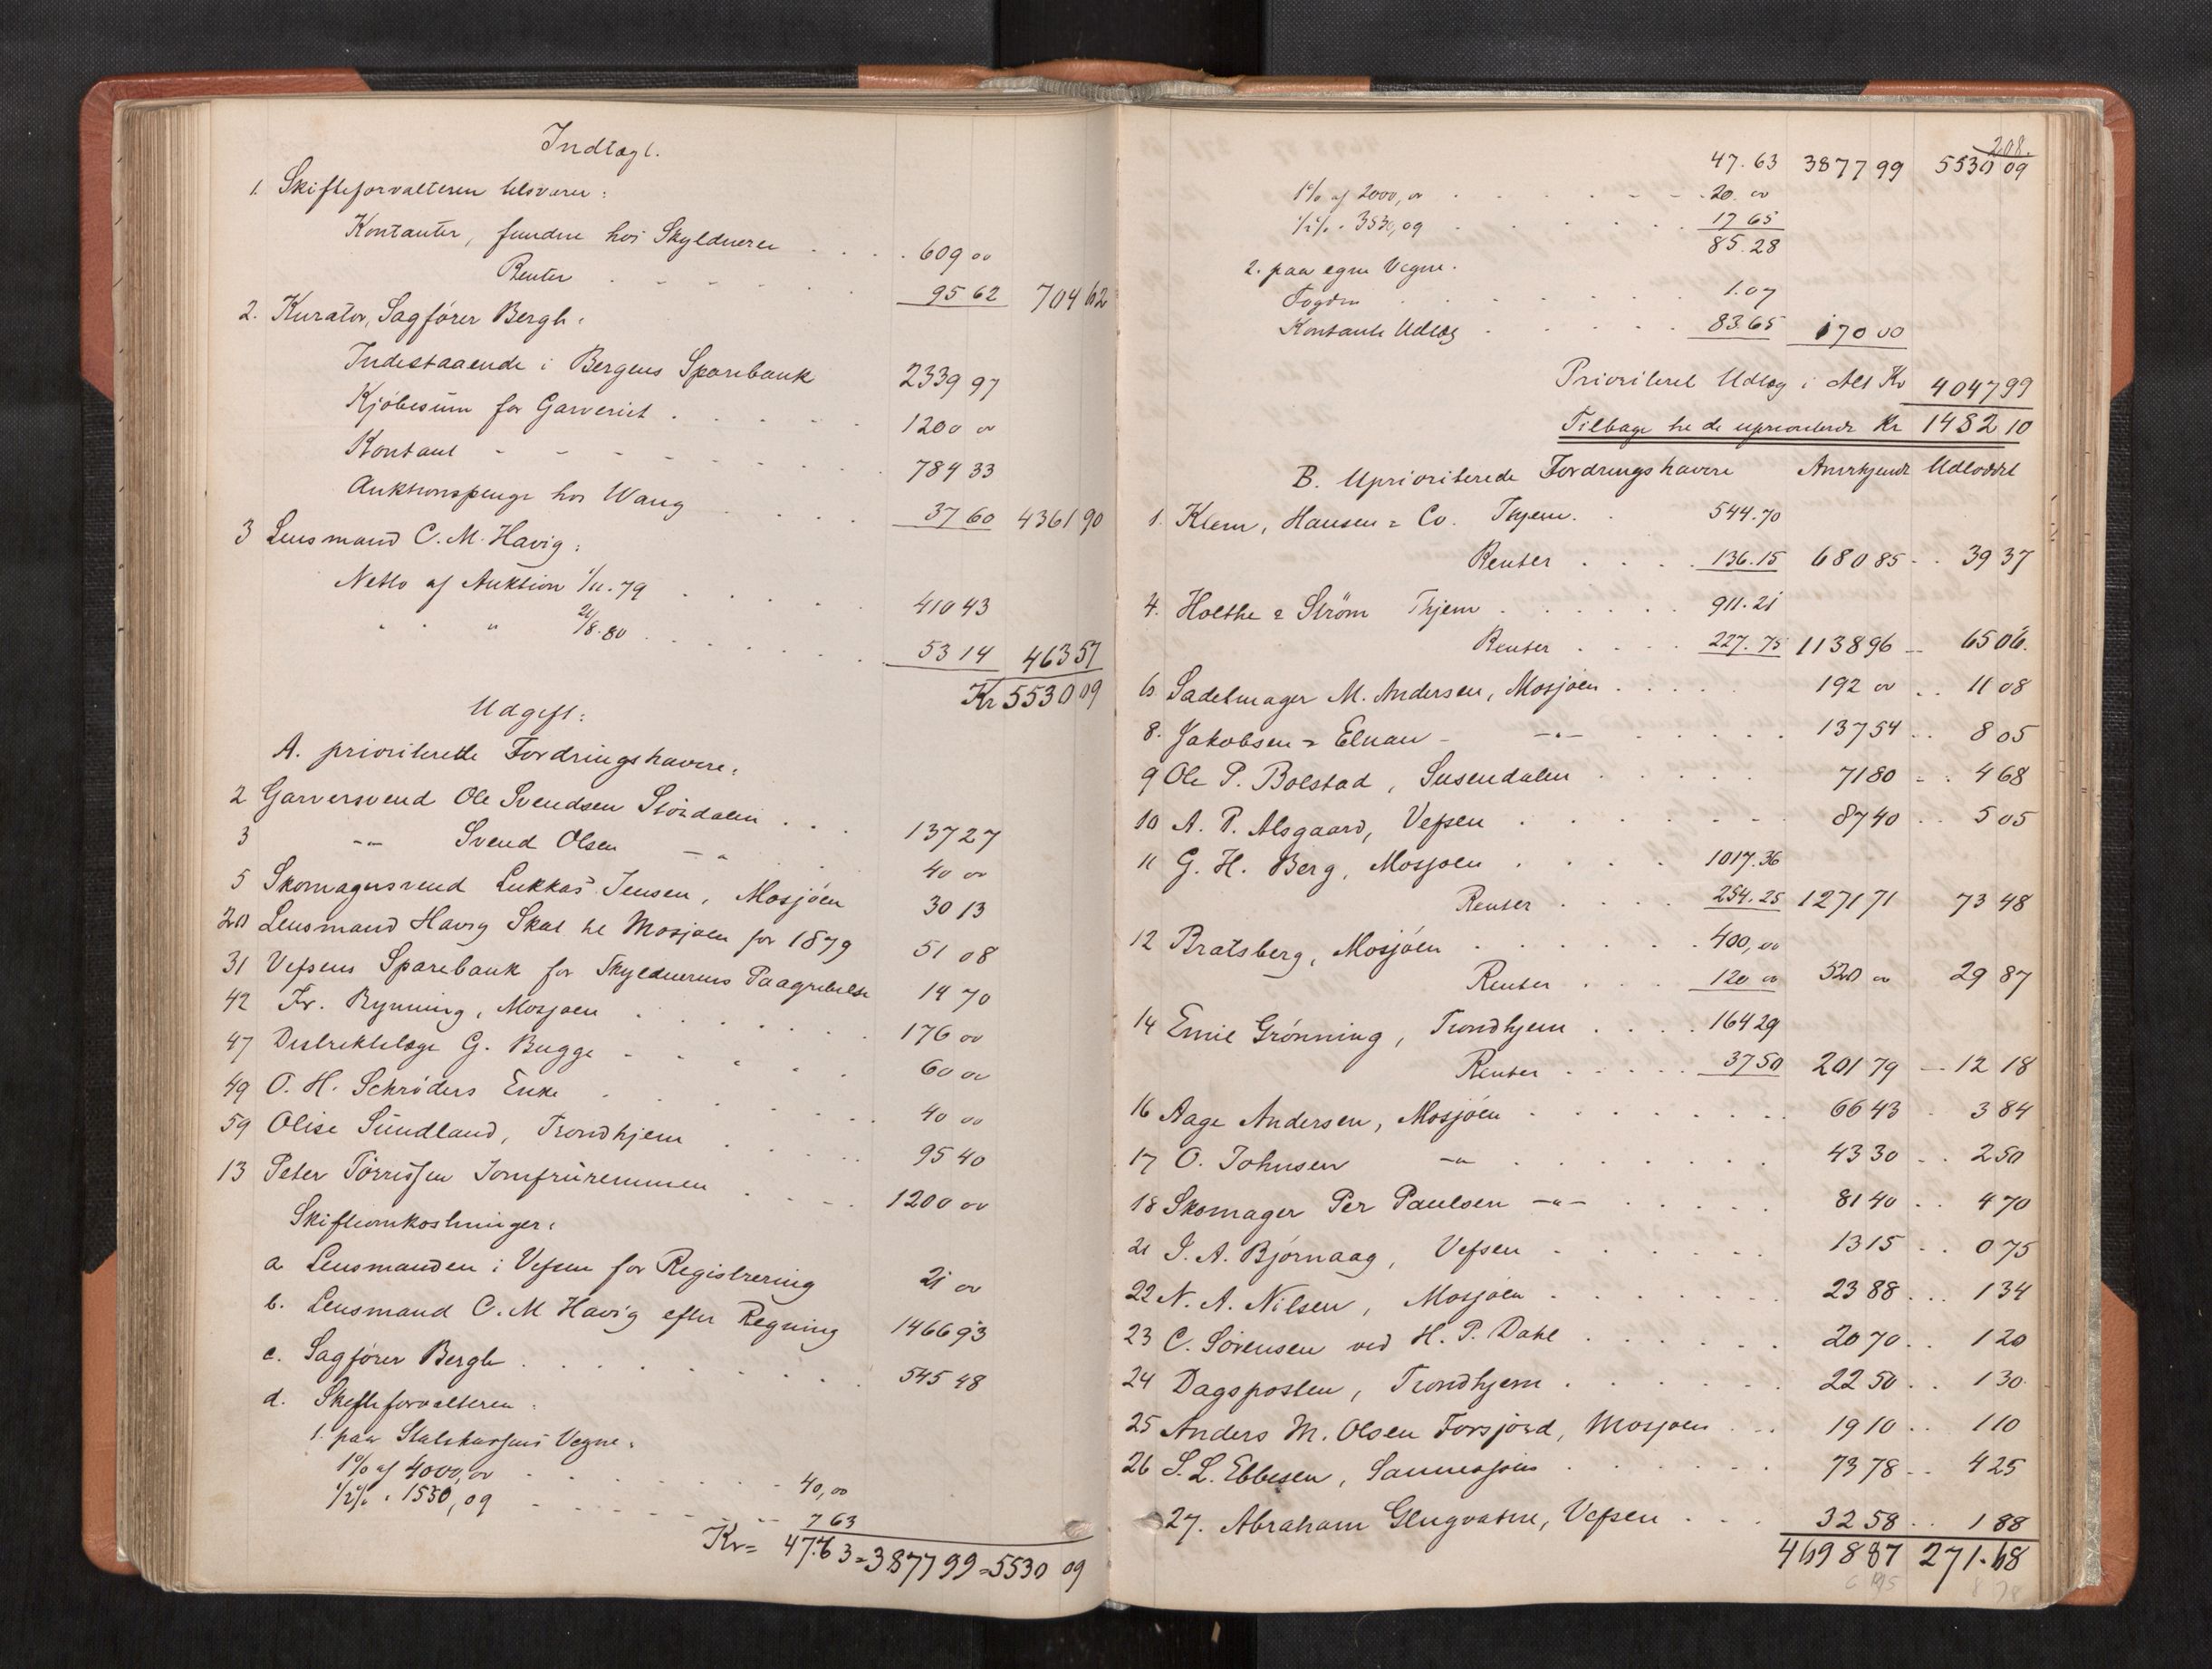 Indtægt.
1. Skifteforvalteren tilsvarer:
Kontanter, fundne hos Skyldneren . . . . 609 00
Renter . . . . . 95 62 704 62
2. Kurator, Sagfører Bergh:
Indestaaende i Bergens Sparebank 2339 97
Kjøbesum for Garveriet . . . . . 1200 00
Kontant - - - - - - - 784 33
Auktionspenge hos Wang . . . . 37 60 4361 90
3 Lensmand C. M. Havig:
Netto af Auktion 1/11.79 . . . . . 410 43
" " " 21/8.80 . . . . . 53 14 463 57
Kr 5530 09
Udgift:
A. prioriterede Fordringshavere:
2 Garversvend Ole Svendsen Størdalen . . . 137 27
3 -"- Svend Olsen -"- . . 40 00
5 Skomagersvend Lukkas Jensen, Mosjøen 30 13
20 Lensmand Havig Skat til Mosjøen for 1879 51 08
31 Vefsens Sparebank for Skyldnerens Paagribelse 14 70
42 Fr. Rynning, Mosjøen . . . . . . 176 00
47 Distriktslæge G. Bugge - . . . . 60 00
49 O. H. Schrøders Enke . . . . . 40 00
59 Olise Sundland, Trondhjem . . . . 95 40
13 Peter Tørrissen Jomfruremmen . . . . 1200 00
Skifteomkostninger:
a Lensmanden i Vefsen for Registrering 21 00
b. Lensmand C. M Havig efter Regning 1466 93
c. Sagfører Bergh . . . . . . . 545 48
d. Skifteforvalteren:
1. paa Statskassens Vegne:
1% af 4000,00 . . . . . . 40,00
1/2% " 1530,09 - - - - - - 7 63
Kr = 47.63 = 3877 99 = 5530 09
208.
47.63 3877 99 5530 09
1% af 2000,00 . . . . - - 20. 00
1/2% " 3530,09 . . . . . 17 65
85.28
2. paa egne Vegne.
Fogden . . . . . . 1.07
Kontante Udlæg . . . . . 83.65 170 00
Prioriteret Udlæg i Alt Kr 4047 99
Tilbage til de uprioriterede Kr 1482 10
B. Uprioriterede Fordringshavere Anerkjendt Udloddet
1. Klem, Hansen & Co. Thjem. . 544.70
Renter . . . . 136.15 680 85 . . 39 37
4. Holthe & Strøm Thjem . . . . . . 911.21
Renter . . . . 227.75 1138 96 - 65 06.
6 Sadelmager M. Andersen, Mosjøen . . . . . 192 00 . . 11 08
8. Jakobsen & Elnan - -"- . . . . . 137 54 . . 8 05
9 Ole P. Bolstad, Susendalen . . . . . 71 80 - . 4 68
10 A. P. Alsgaard, Vefsen . . . . . . - 87 40 . . 5 05
11 G. H. Berg, Mosjøen . . . . 1017.36
Renter . . . . 254.25 1271 71 73 48
12 Bratsberg, Mosjøen . . . . . . 400,00
Renter . . . 120 00 520 00 29 87
14 Emil Grønning, Trondhjem . . . . 164 29
Renter . . . . . 37 50 201 79 - 12 18
16 Aage Andersen, Mosjøen . . . . . . . . 66 43 . 3 84
17 O. Johnsen -"- . . . . . . . 43 30 . . 2 50
18 Skomager Per Paulsen -"- . . . . . 81 40 . . 4 70
21 I. A. Bjørnaag, Vefsen . . . . . . 13 15 . . 0 75
22 N. A. Nilsen, Mosjøen . . . . . . . 23 88 . . . 1 34
23 C. Sørensen ved H. P. Dahl . . . . . . 20 70 . . 1 20
24 Dagsposten, Trondhjem . . . . . . 22 50 . . 1 30
25 Anders M. Olsen Forsjord, Mosjøen . . . 19 10 . . 1 10
26 S. L. Ebbesen, . . . . . . 73 78 . . 4 25
27. Abraham Glugvatne, Vefsen . . . 32 58 . . 1 88
4698 87 271.68